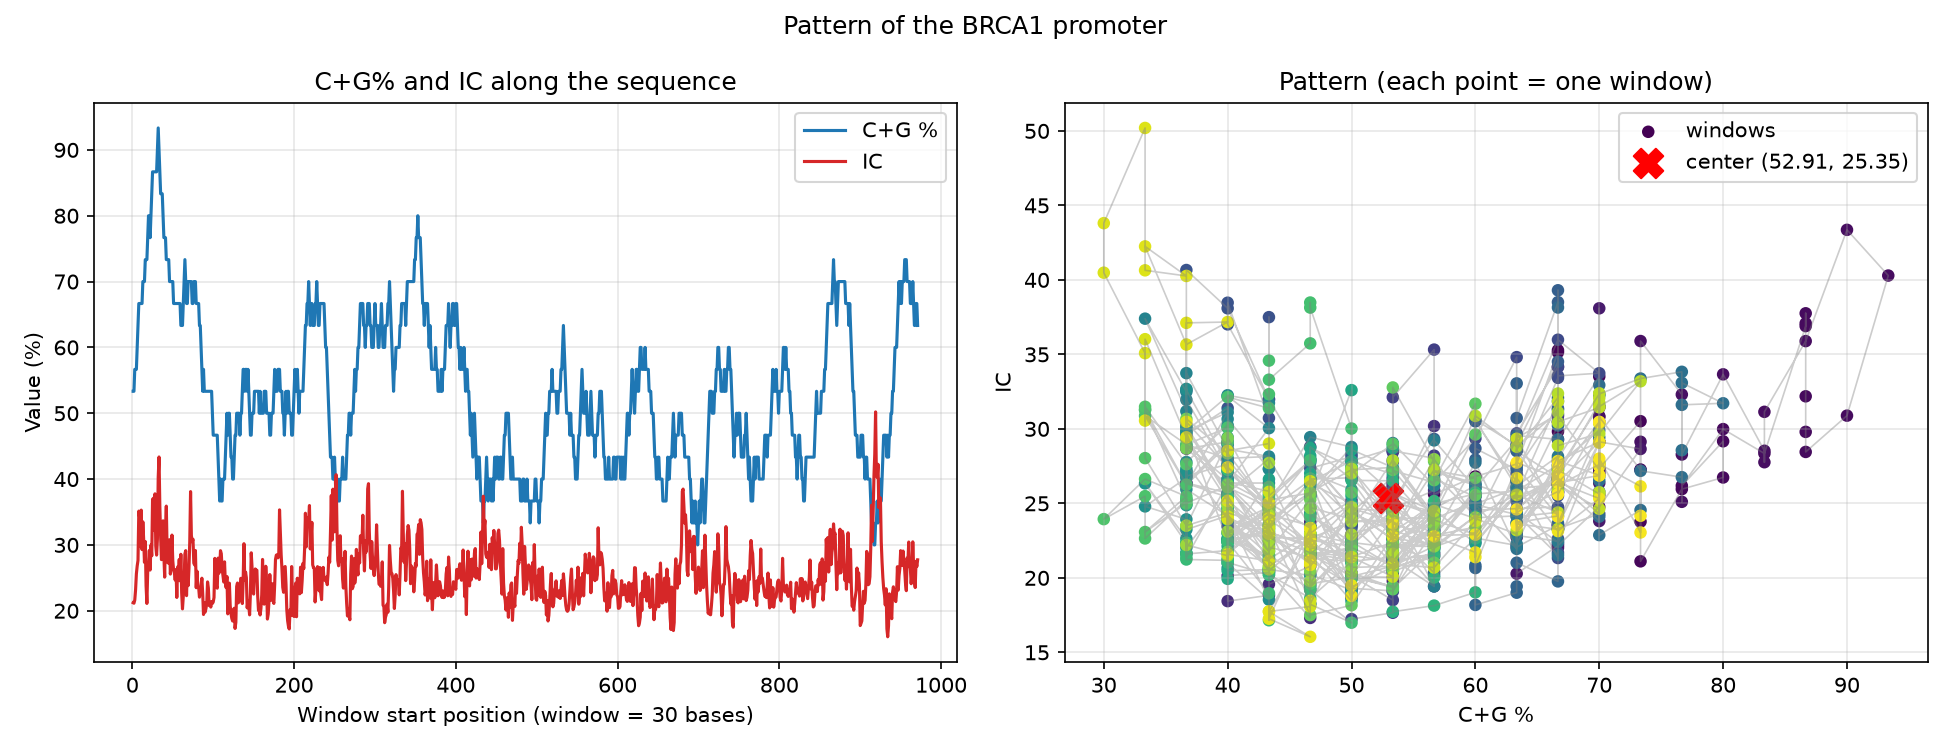 Pattern of the BRCA1 promoter
C+G% and IC along the sequence
C+G %
IC
90
80
70
60
50
40
30
20
Value (%)
0 200 400 600 800 1000
Window start position (window = 30 bases)
Pattern (each point = one window)
windows
center (52.91, 25.35)
50
45
40
35
30
25
20
15
IC
30 40 50 60 70 80 90
C+G %